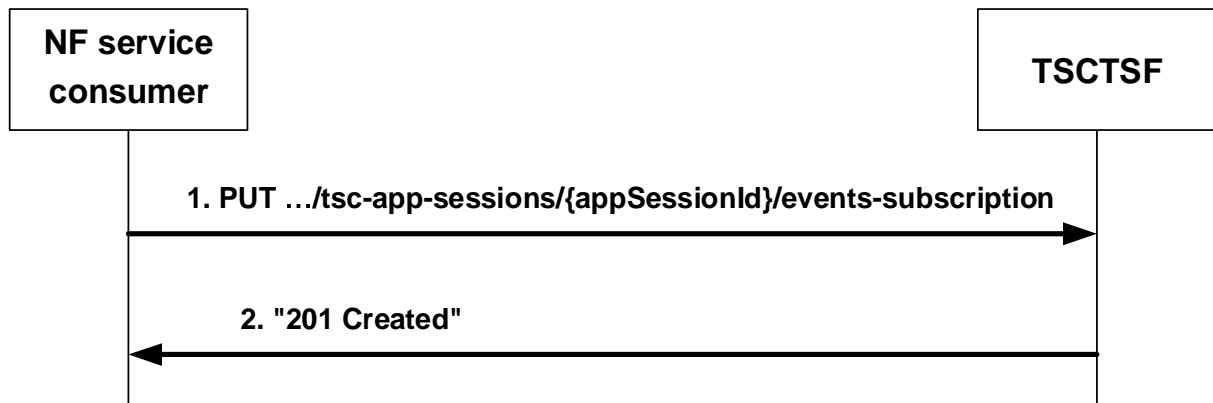 NF service
consumer
TSCTSF
1. PUT …/tsc-app-sessions/{appSessionId}/events-subscription
2. "201 Created"